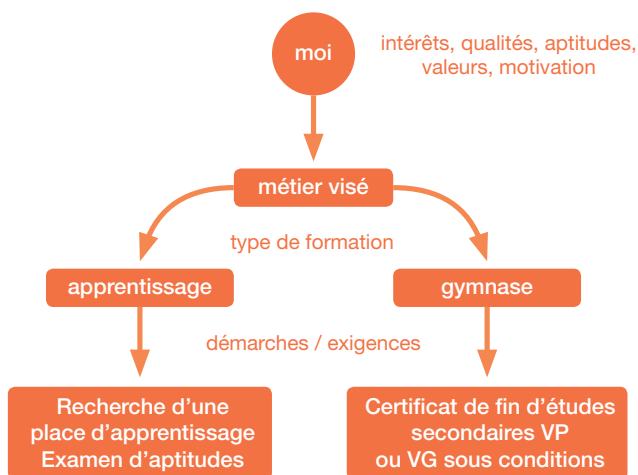 moi
intérêts, qualités, aptitudes,
valeurs, motivation
métier visé
type de formation
apprentissage
gymnase
démarches / exigences
Recherche d’une
place d’apprentissage
Examen d’aptitudes
Certificat de fin d’études
secondaires VP
ou VG sous conditions